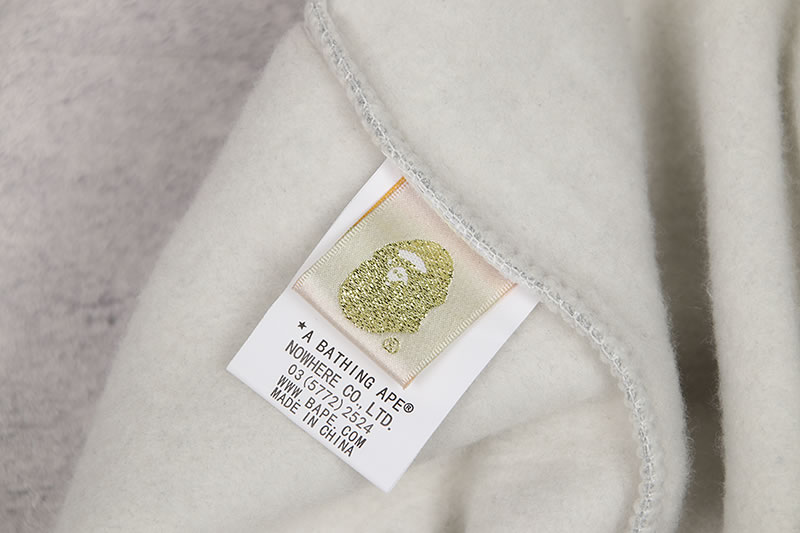 ★A BATHING APE®
NOWHERE CO., LTD.
03(5772)2524
WWW.BAPE.COM
MADE IN CHINA